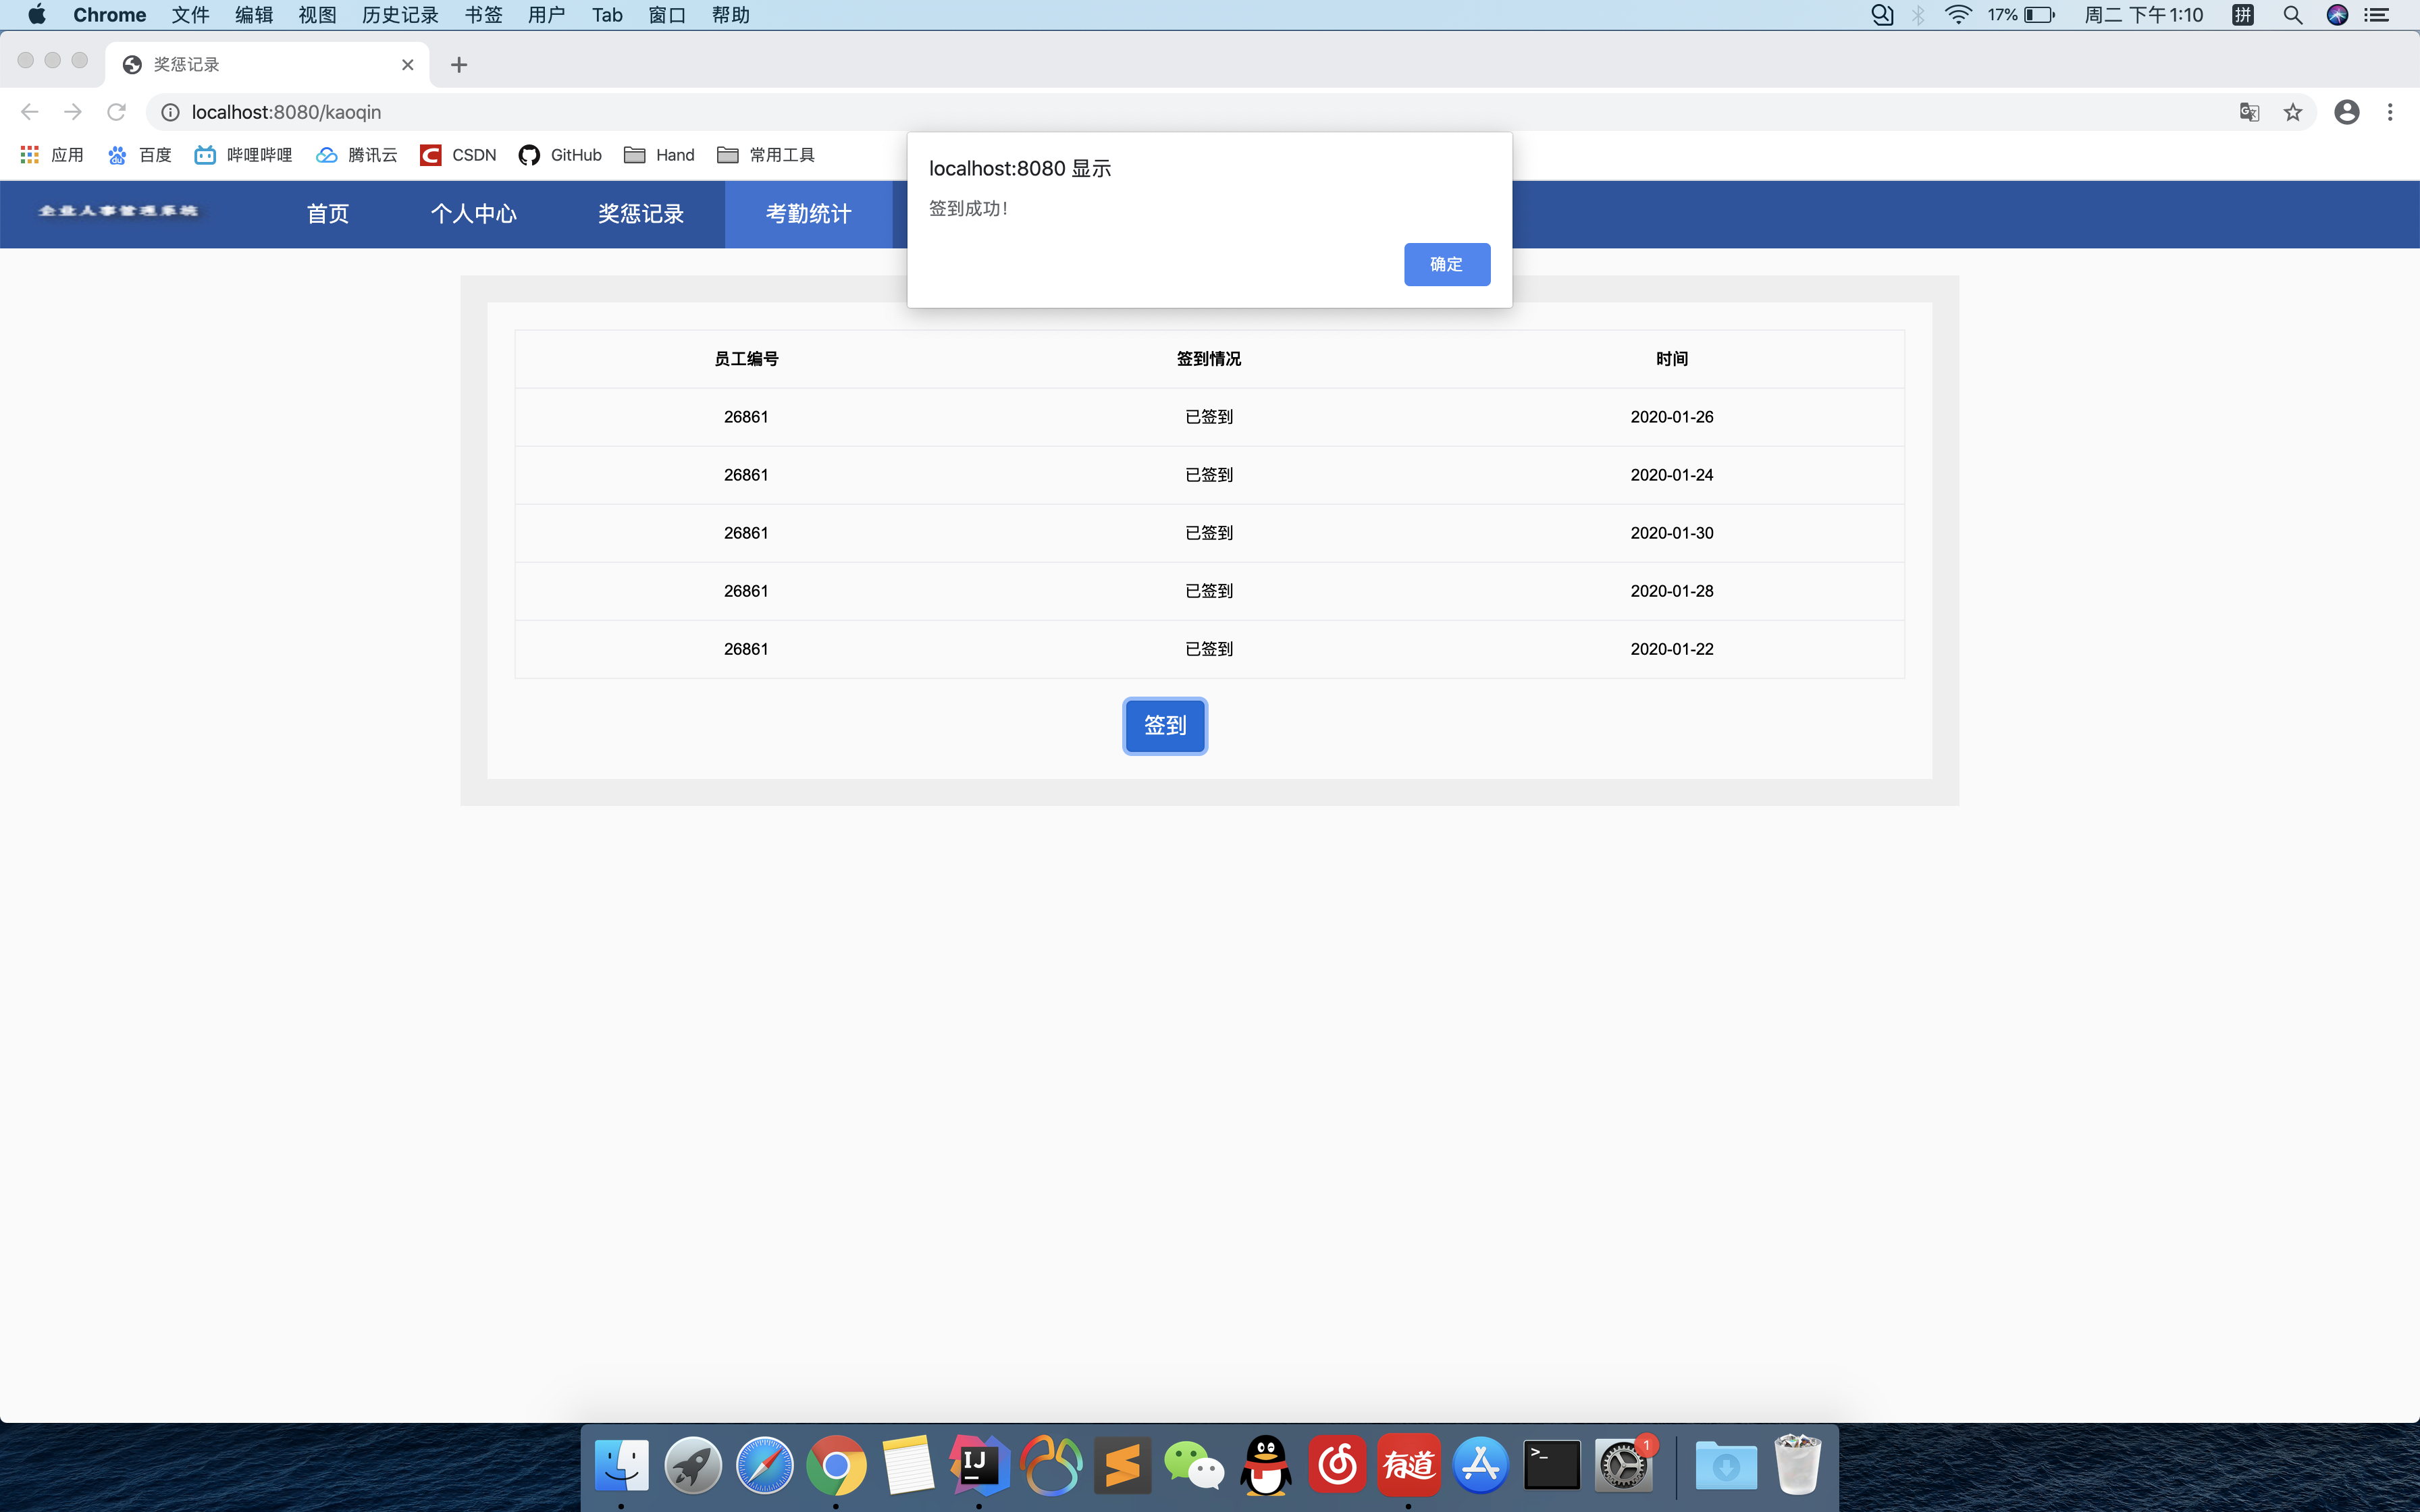 Chrome 文件 编辑 视图 历史记录 书签 用户 Tab 窗口 帮助 17% 周二 下午1:10 拼
奖惩记录
localhost:8080/kaoqin
应用 百度 哔哩哔哩 腾讯云 CSDN GitHub Hand 常用工具
localhost:8080 显示
签到成功!
确定
企业人事管理系统 首页 个人中心 奖惩记录 考勤统计
员工编号 签到情况 时间
26861 已签到 2020-01-26
26861 已签到 2020-01-24
26861 已签到 2020-01-30
26861 已签到 2020-01-28
26861 已签到 2020-01-22
签到
IJ 有道 >_ 1